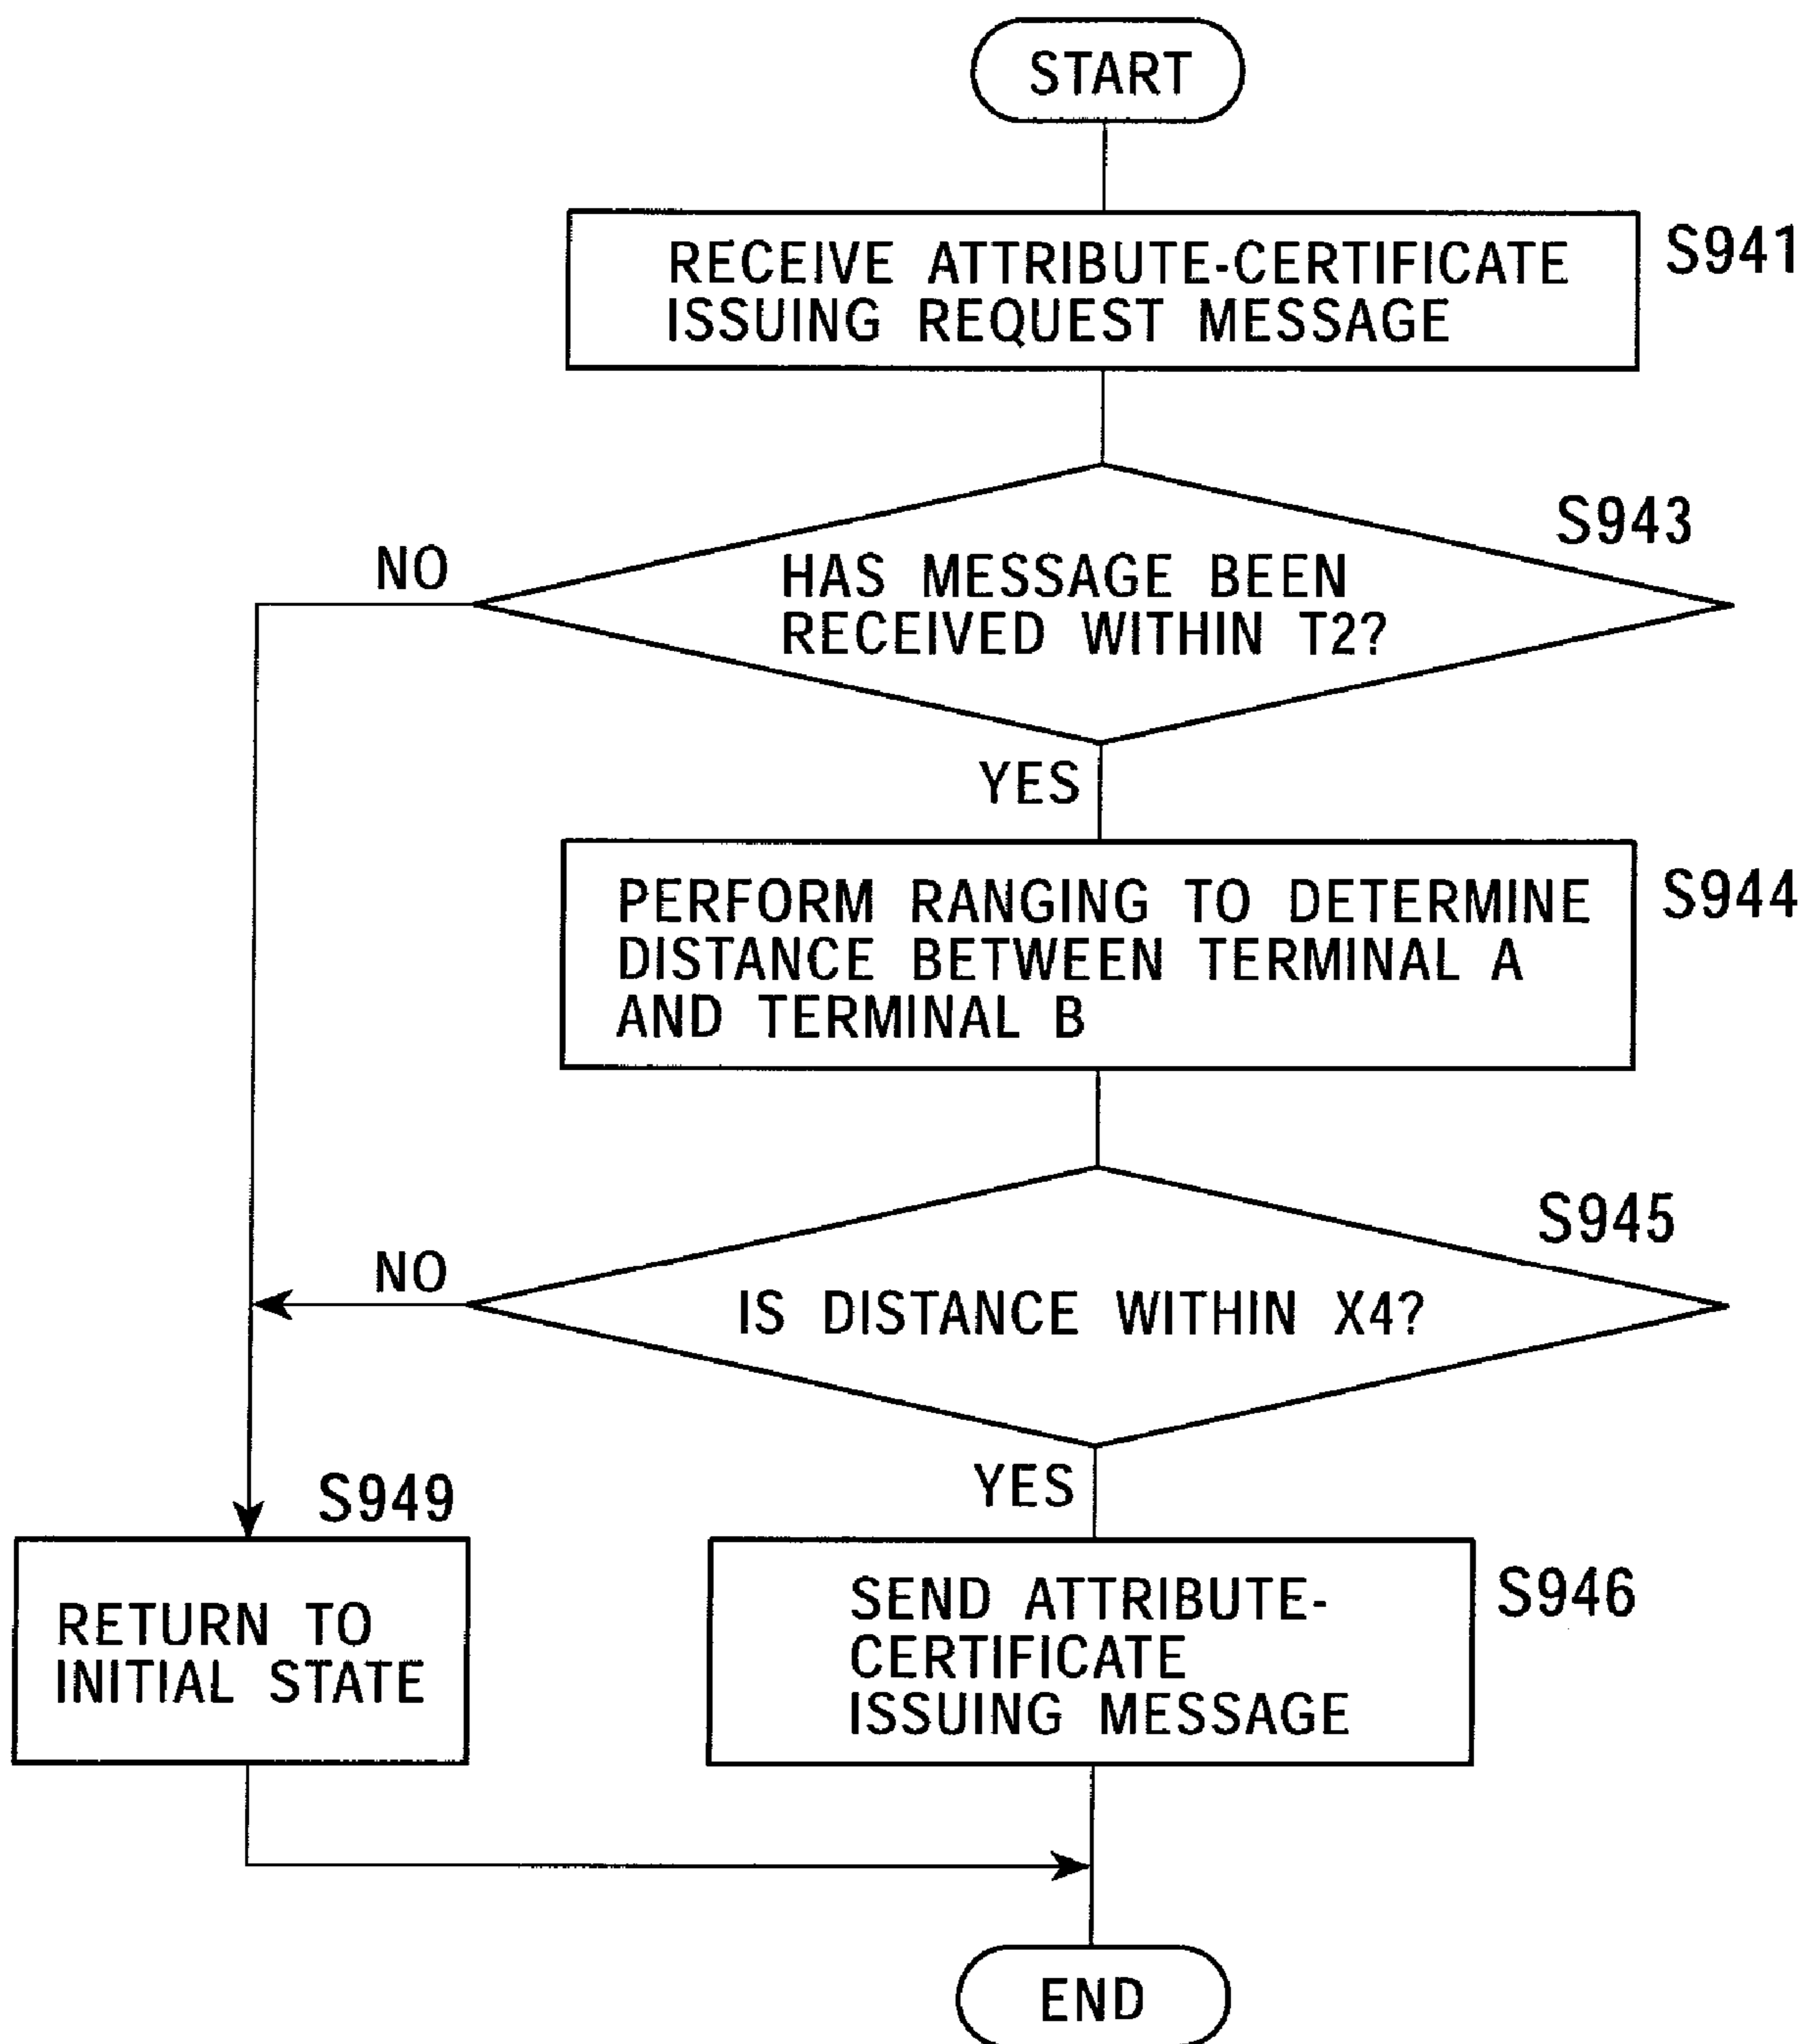 START
RECEIVE ATTRIBUTE-CERTIFICATE
ISSUING REQUEST MESSAGE
S941
S943
HAS MESSAGE BEEN
RECEIVED WITHIN T2?
NO
YES
PERFORM RANGING TO DETERMINE
DISTANCE BETWEEN TERMINAL A
AND TERMINAL B
S944
S945
IS DISTANCE WITHIN X4?
NO
YES
S949
RETURN TO
INITIAL STATE
SEND ATTRIBUTE-
CERTIFICATE
ISSUING MESSAGE
S946
END